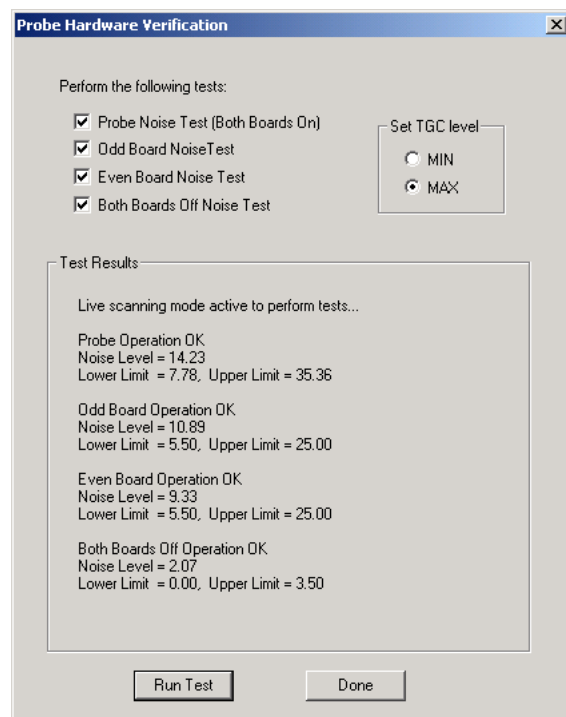 Probe Hardware Verification
Perform the following tests:
Probe Noise Test (Both Boards On)
Odd Board NoiseTest
Even Board Noise Test
Both Boards Off Noise Test
Set TGC level
MIN
MAX
Test Results
Live scanning mode active to perform tests...
Probe Operation OK
Noise Level = 14.23
Lower Limit = 7.78, Upper Limit = 35.36
Odd Board Operation OK
Noise Level = 10.89
Lower Limit = 5.50, Upper Limit = 25.00
Even Board Operation OK
Noise Level = 9.33
Lower Limit = 5.50, Upper Limit = 25.00
Both Boards Off Operation OK
Noise Level = 2.07
Lower Limit = 0.00, Upper Limit = 3.50
Run Test
Done